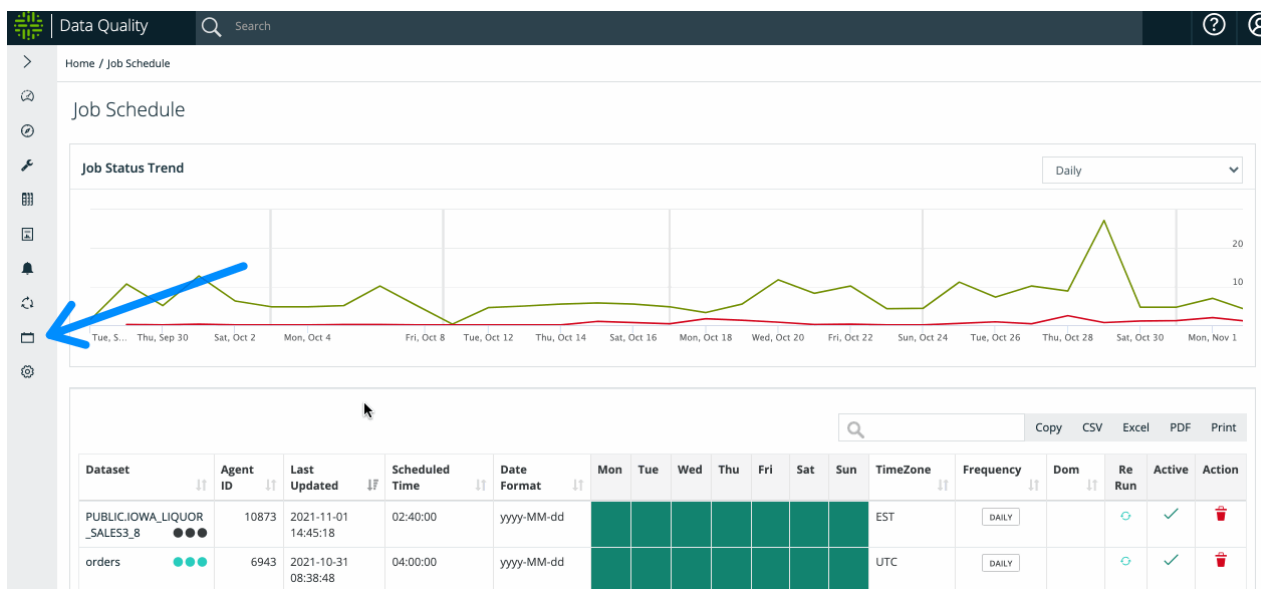 Data Quality
Search
Home / Job Schedule
Job Schedule
Job Status Trend
Daily
20
10
Tue, S... Thu, Sep 30 Sat, Oct 2 Mon, Oct 4 Fri, Oct 8 Tue, Oct 12 Thu, Oct 14 Sat, Oct 16 Mon, Oct 18 Wed, Oct 20 Fri, Oct 22 Sun, Oct 24 Tue, Oct 26 Thu, Oct 28 Sat, Oct 30 Mon, Nov 1
Copy CSV Excel PDF Print
Dataset Agent Last Scheduled Date Mon Tue Wed Thu Fri Sat Sun TimeZone Frequency Dom Re Active Action
ID Updated Time Format Run
PUBLIC.IOWA_LIQUOR 10873 2021-11-01 02:40:00 yyyy-MM-dd EST DAILY
_SALES3_8 14:45:18
orders 6943 2021-10-31 04:00:00 yyyy-MM-dd UTC DAILY
08:38:48